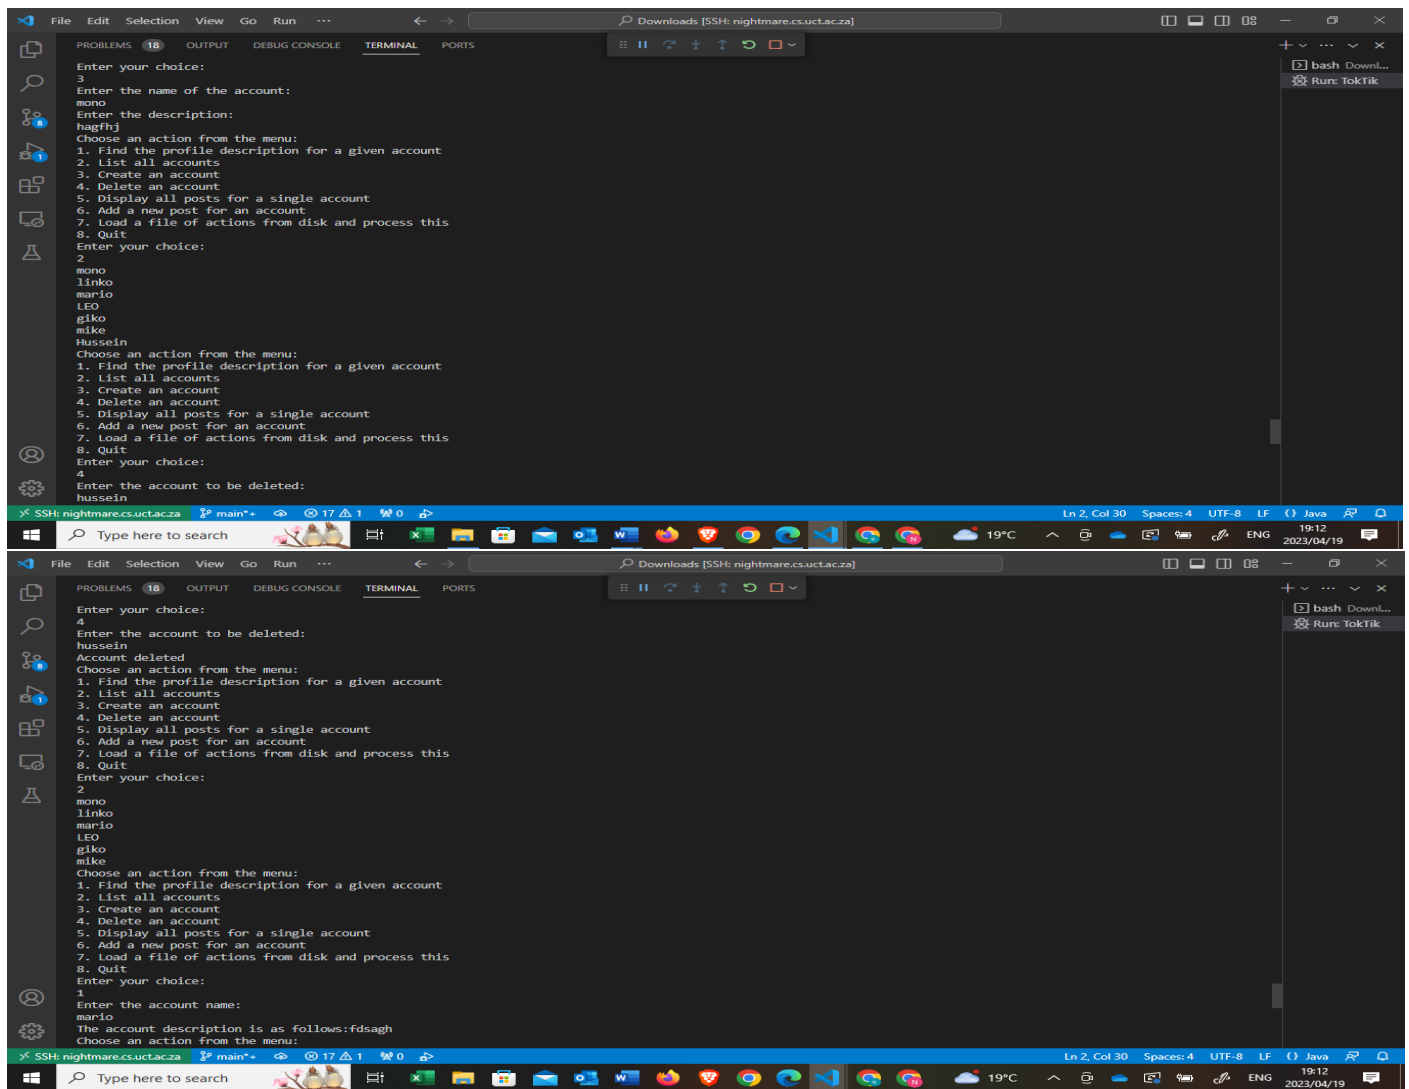 File Edit Selection View Go Run ··· Downloads [SSH: nightmare.cs.uct.ac.za]
PROBLEMS 18 OUTPUT DEBUG CONSOLE TERMINAL PORTS
bash Downl...
Run: TokTik
Enter your choice:
3
Enter the name of the account:
mono
Enter the description:
hagfhj
Choose an action from the menu:
1. Find the profile description for a given account
2. List all accounts
3. Create an account
4. Delete an account
5. Display all posts for a single account
6. Add a new post for an account
7. Load a file of actions from disk and process this
8. Quit
Enter your choice:
2
mono
linko
mario
LEO
giko
mike
Hussein
Choose an action from the menu:
1. Find the profile description for a given account
2. List all accounts
3. Create an account
4. Delete an account
5. Display all posts for a single account
6. Add a new post for an account
7. Load a file of actions from disk and process this
8. Quit
Enter your choice:
4
Enter the account to be deleted:
hussein
SSH: nightmare.cs.uct.ac.za main*+ 17 1 0 Ln 2, Col 30 Spaces: 4 UTF-8 LF {} Java
Type here to search 19°C ENG 19:12
2023/04/19
File Edit Selection View Go Run ··· Downloads [SSH: nightmare.cs.uct.ac.za]
PROBLEMS 18 OUTPUT DEBUG CONSOLE TERMINAL PORTS
bash Downl...
Run: TokTik
Enter your choice:
4
Enter the account to be deleted:
hussein
Account deleted
Choose an action from the menu:
1. Find the profile description for a given account
2. List all accounts
3. Create an account
4. Delete an account
5. Display all posts for a single account
6. Add a new post for an account
7. Load a file of actions from disk and process this
8. Quit
Enter your choice:
2
mono
linko
mario
LEO
giko
mike
Choose an action from the menu:
1. Find the profile description for a given account
2. List all accounts
3. Create an account
4. Delete an account
5. Display all posts for a single account
6. Add a new post for an account
7. Load a file of actions from disk and process this
8. Quit
Enter your choice:
1
Enter the account name:
mario
The account description is as follows:fdsagh
Choose an action from the menu:
SSH: nightmare.cs.uct.ac.za main*+ 17 1 0 Ln 2, Col 30 Spaces: 4 UTF-8 LF {} Java
Type here to search 19°C ENG 19:12
2023/04/19